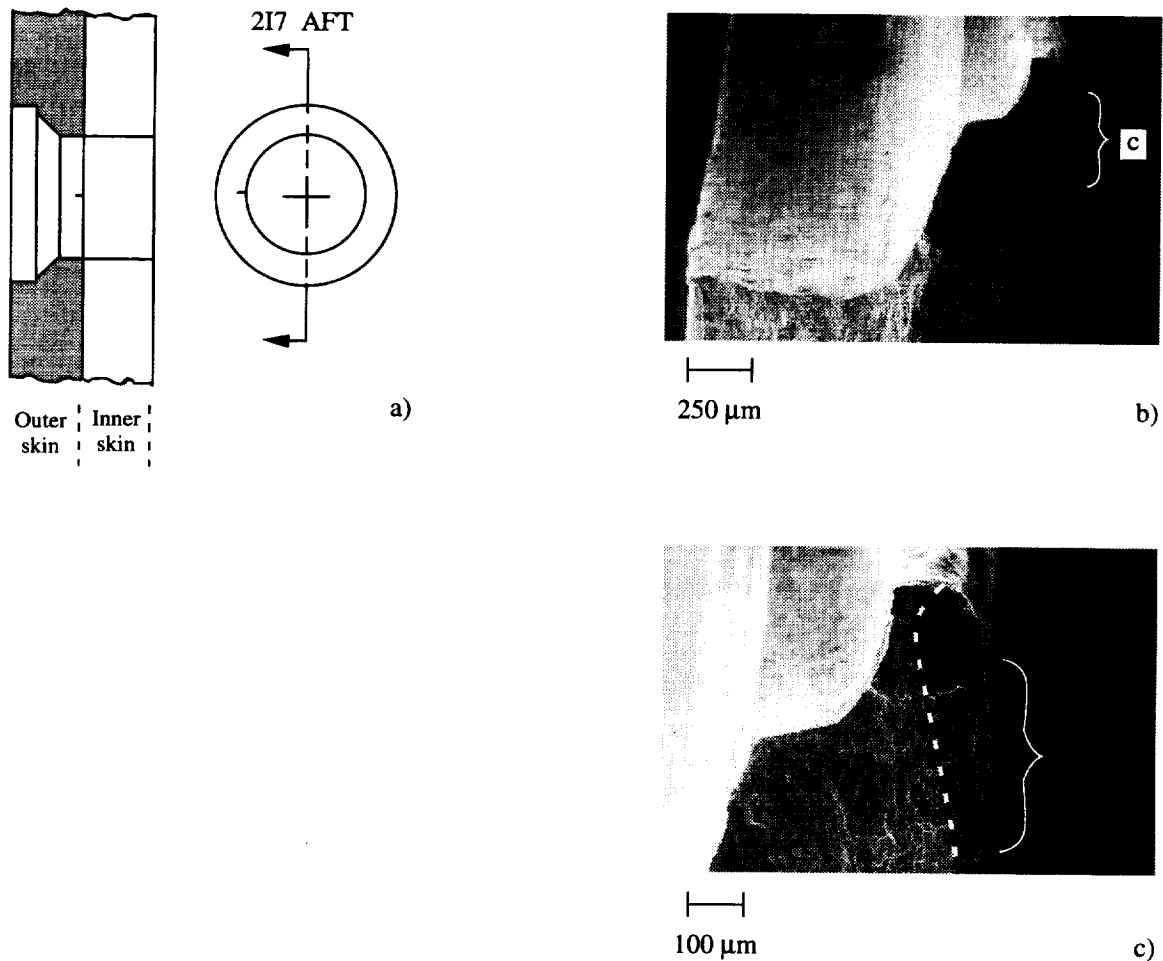 2I7 AFT
Outer skin
Inner skin
a)
c
250 μm
b)
100 μm
c)